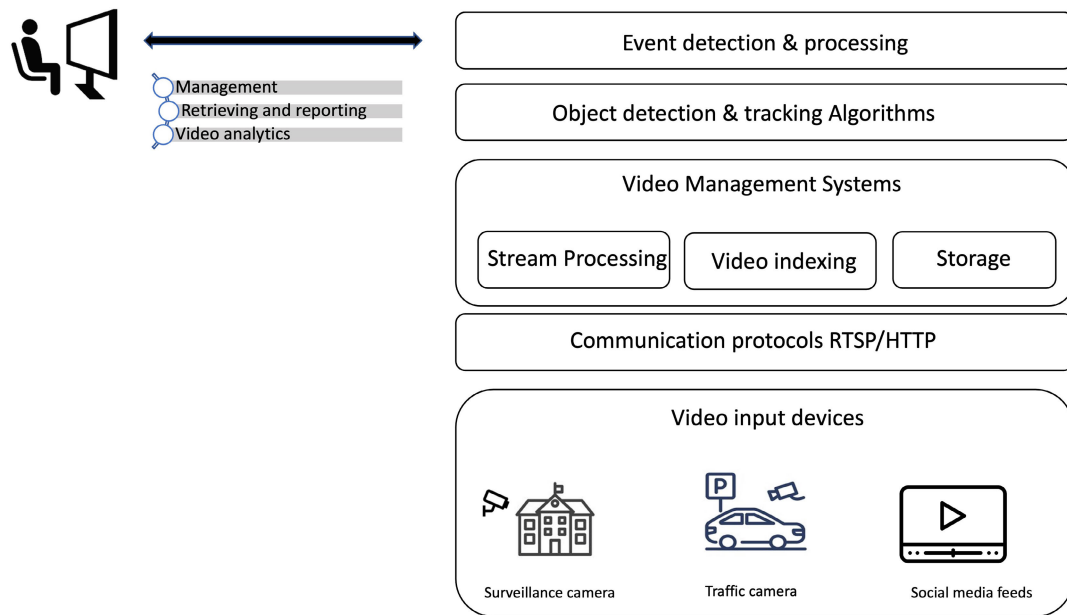 Event detection & processing
Management
Retrieving and reporting
Video analytics
Object detection & tracking Algorithms
Video Management Systems
Stream Processing
Video indexing
Storage
Communication protocols RTSP/HTTP
Video input devices
P
Surveillance camera
Traffic camera
Social media feeds